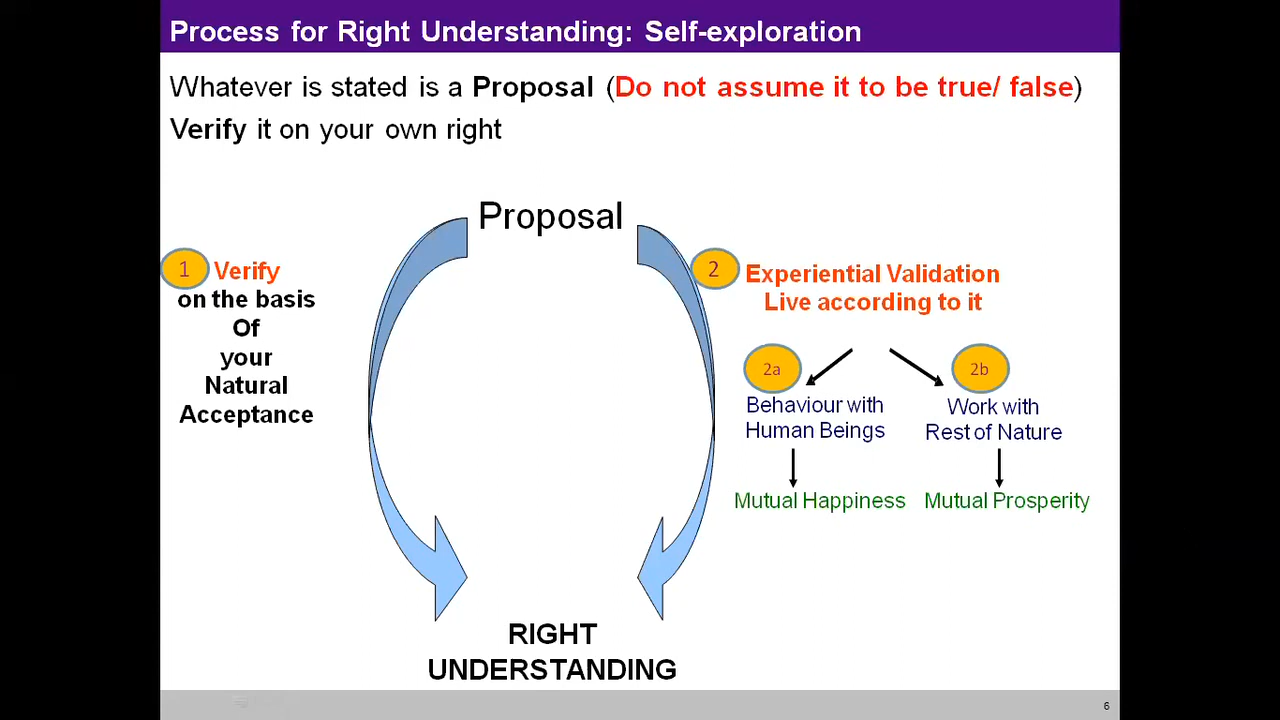 Process for Right Understanding: Self-exploration
Whatever is stated is a Proposal (Do not assume it to be true/ false)
Verify it on your own right
Proposal
1 Verify
on the basis
Of
your
Natural
Acceptance
2 Experiential Validation
Live according to it
2a
Behaviour with
Human Beings
Mutual Happiness
2b
Work with
Rest of Nature
Mutual Prosperity
RIGHT
UNDERSTANDING
6